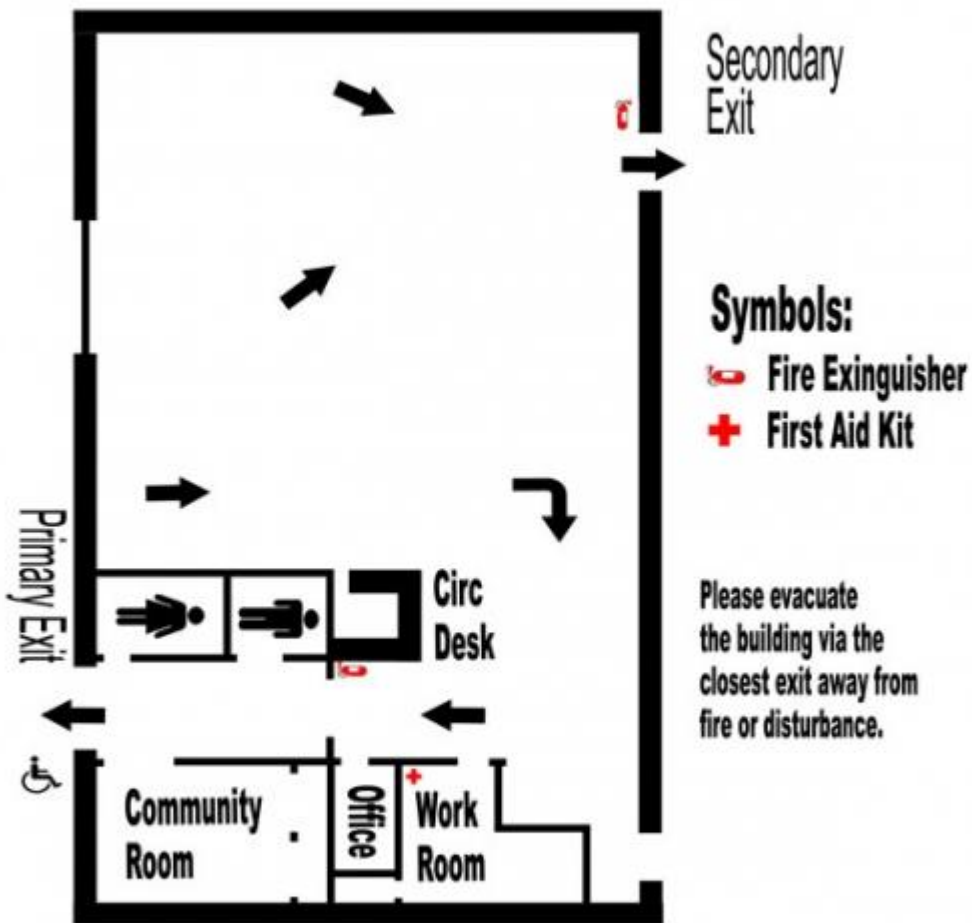 Secondary
Exit
Symbols:
Fire Exinguisher
First Aid Kit
Primary Exit
Circ
Desk
Please evacuate
the building via the
closest exit away from
fire or disturbance.
Community
Room
Office
Work
Room